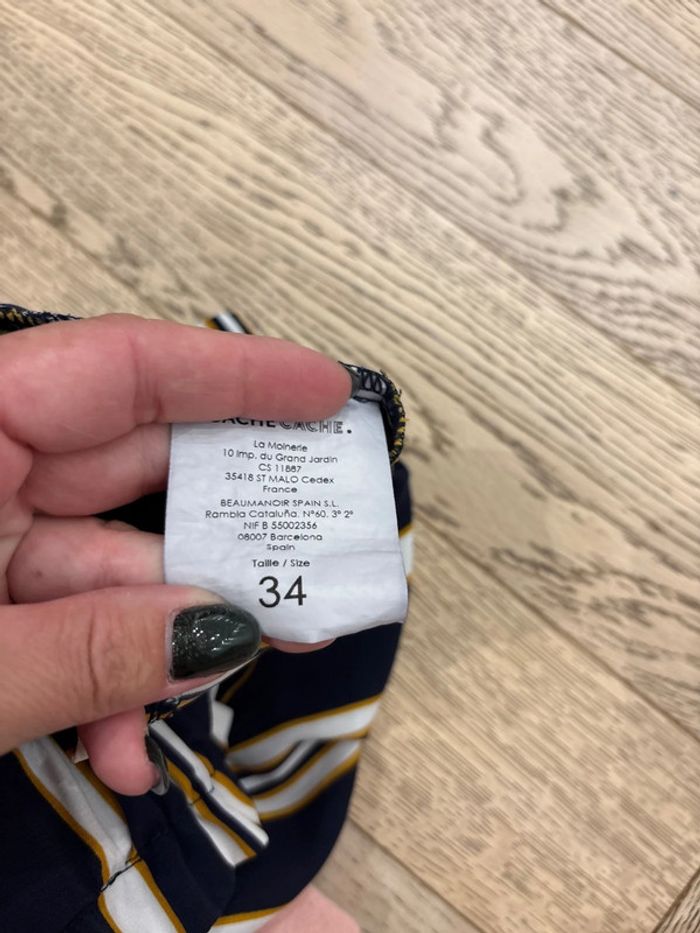 CACHE CACHE.
La Moinerie
10 Imp. du Grand Jardin
CS 11887
35418 ST MALO Cedex
France
BEAUMANOIR SPAIN S.L.
Rambla Cataluña. Nº60. 3º 2º
NIF B 55002356
08007 Barcelona
Spain
Taille / Size
34